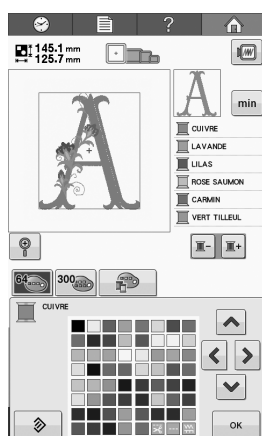 ?
145.1 mm
125.7 mm
A
A
min
CUIVRE
LAVANDE
LILAS
ROSE SAUMON
CARMIN
VERT TILLEUL
64
300
CUIVRE
OK